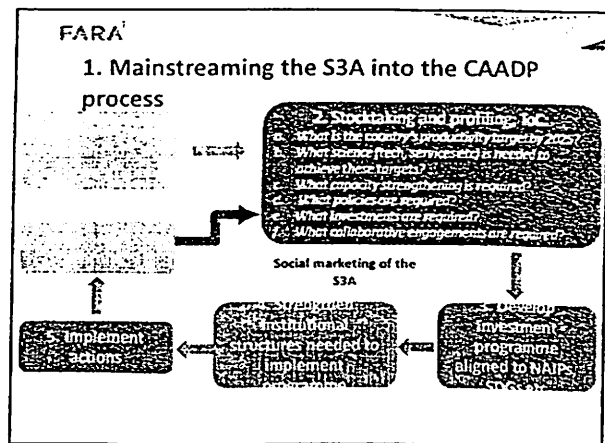 FARA
1. Mainstreaming the S3A into the CAADP
process
2. Stocktaking and profiling, ToC
a. What is the country's productivity target by 2025?
b. What Science (tech, services etc) is needed to
achieve these targets?
c. What capacity strengthening is required?
d. What policies are required?
e. What investments are required?
f. What collaborative engagements are required?
Social marketing of the
S3A
Develop
Investment
programme
aligned to NAIPs
institutional
structures needed to
implement
programme
5. Implement
actions